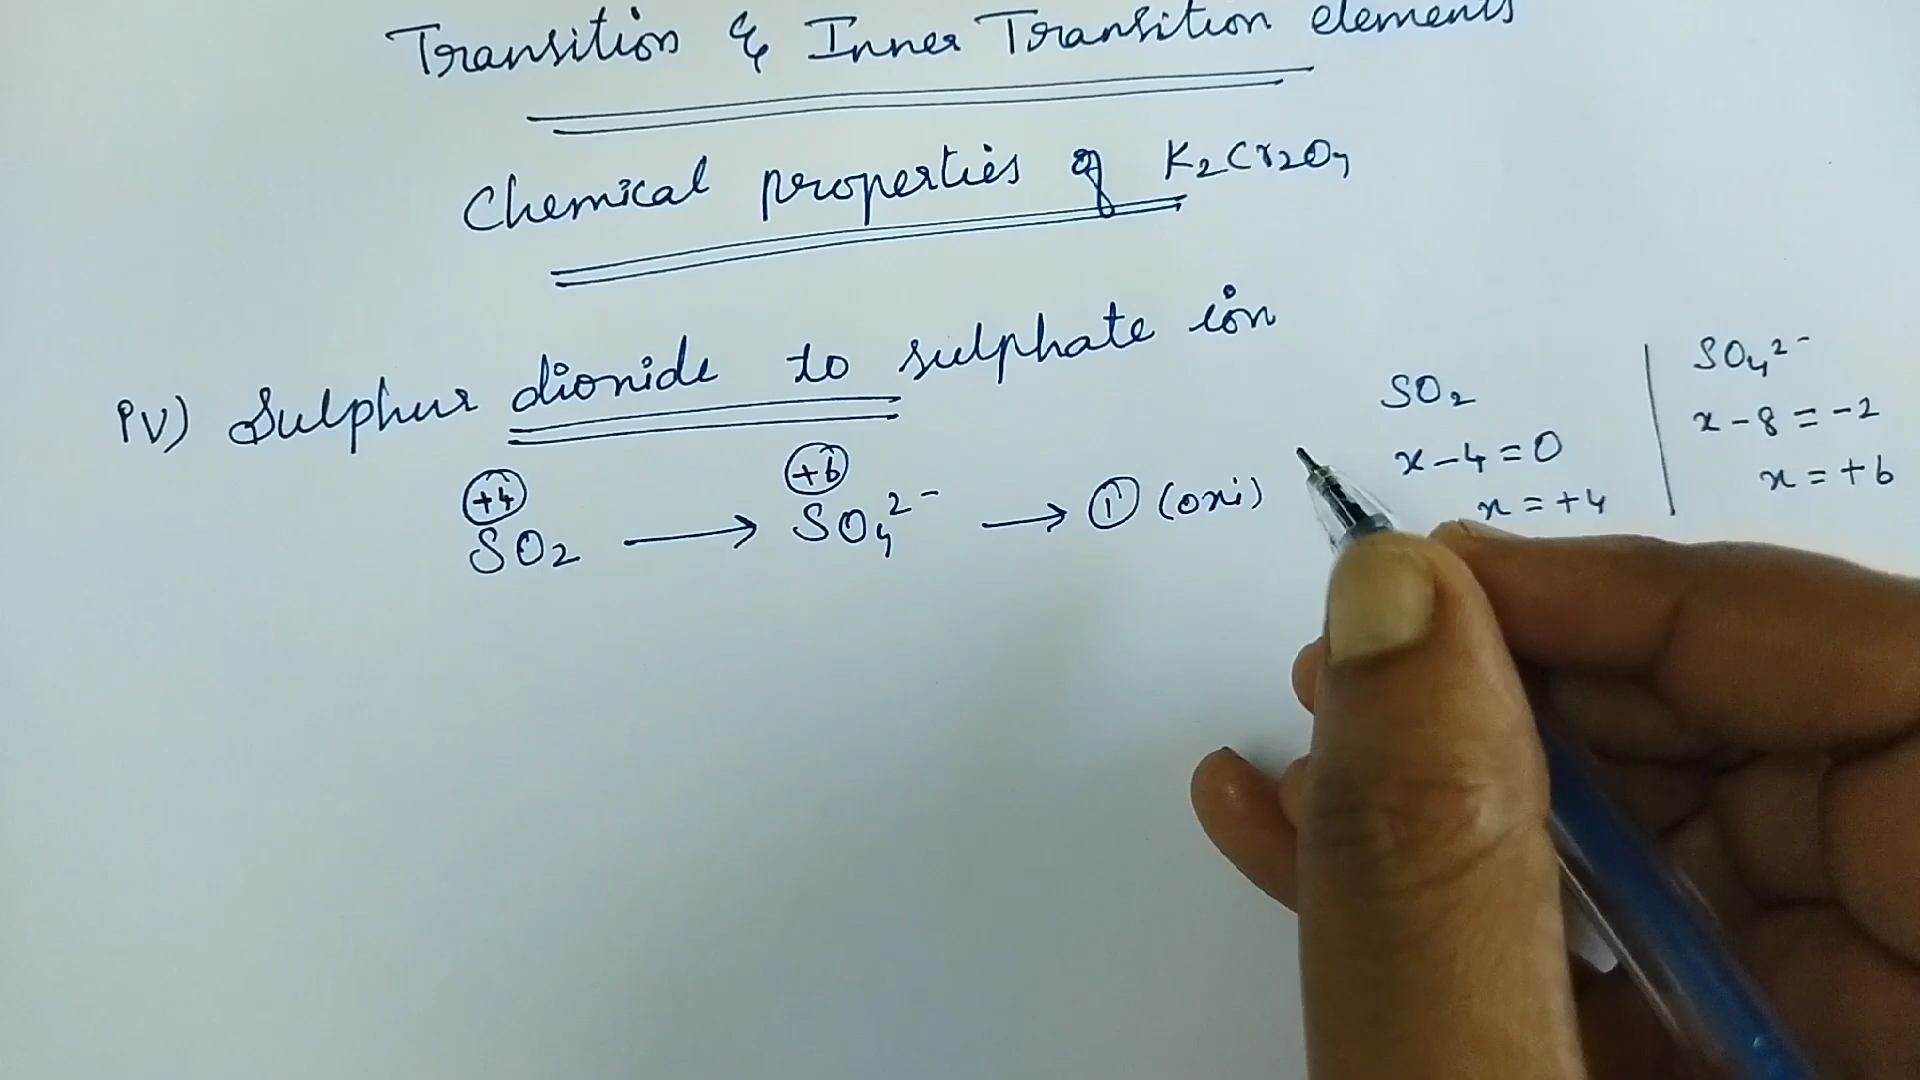 Transition & Inner Transition elements
Chemical properties of K2Cr2O7
iv) Sulphur dioxide to sulphate ion
+4 +6
SO2 ⟶ SO4²⁻ ⟶ ① (oxi)
SO2
x - 4 = 0
x = +4
SO4²⁻
x - 8 = -2
x = +6